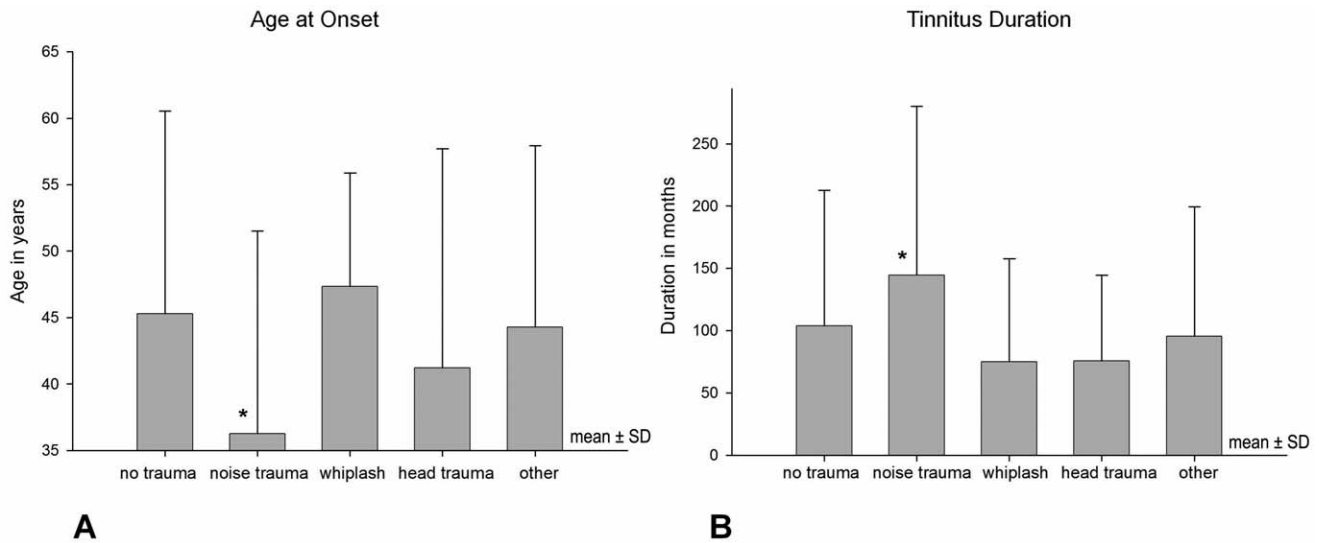 Age at Onset
Age in years
65
60
55
50
45
40
35
*
mean ± SD
no trauma noise trauma whiplash head trauma other
A
Tinnitus Duration
Duration in months
250
200
150
100
50
0
*
mean ± SD
no trauma noise trauma whiplash head trauma other
B